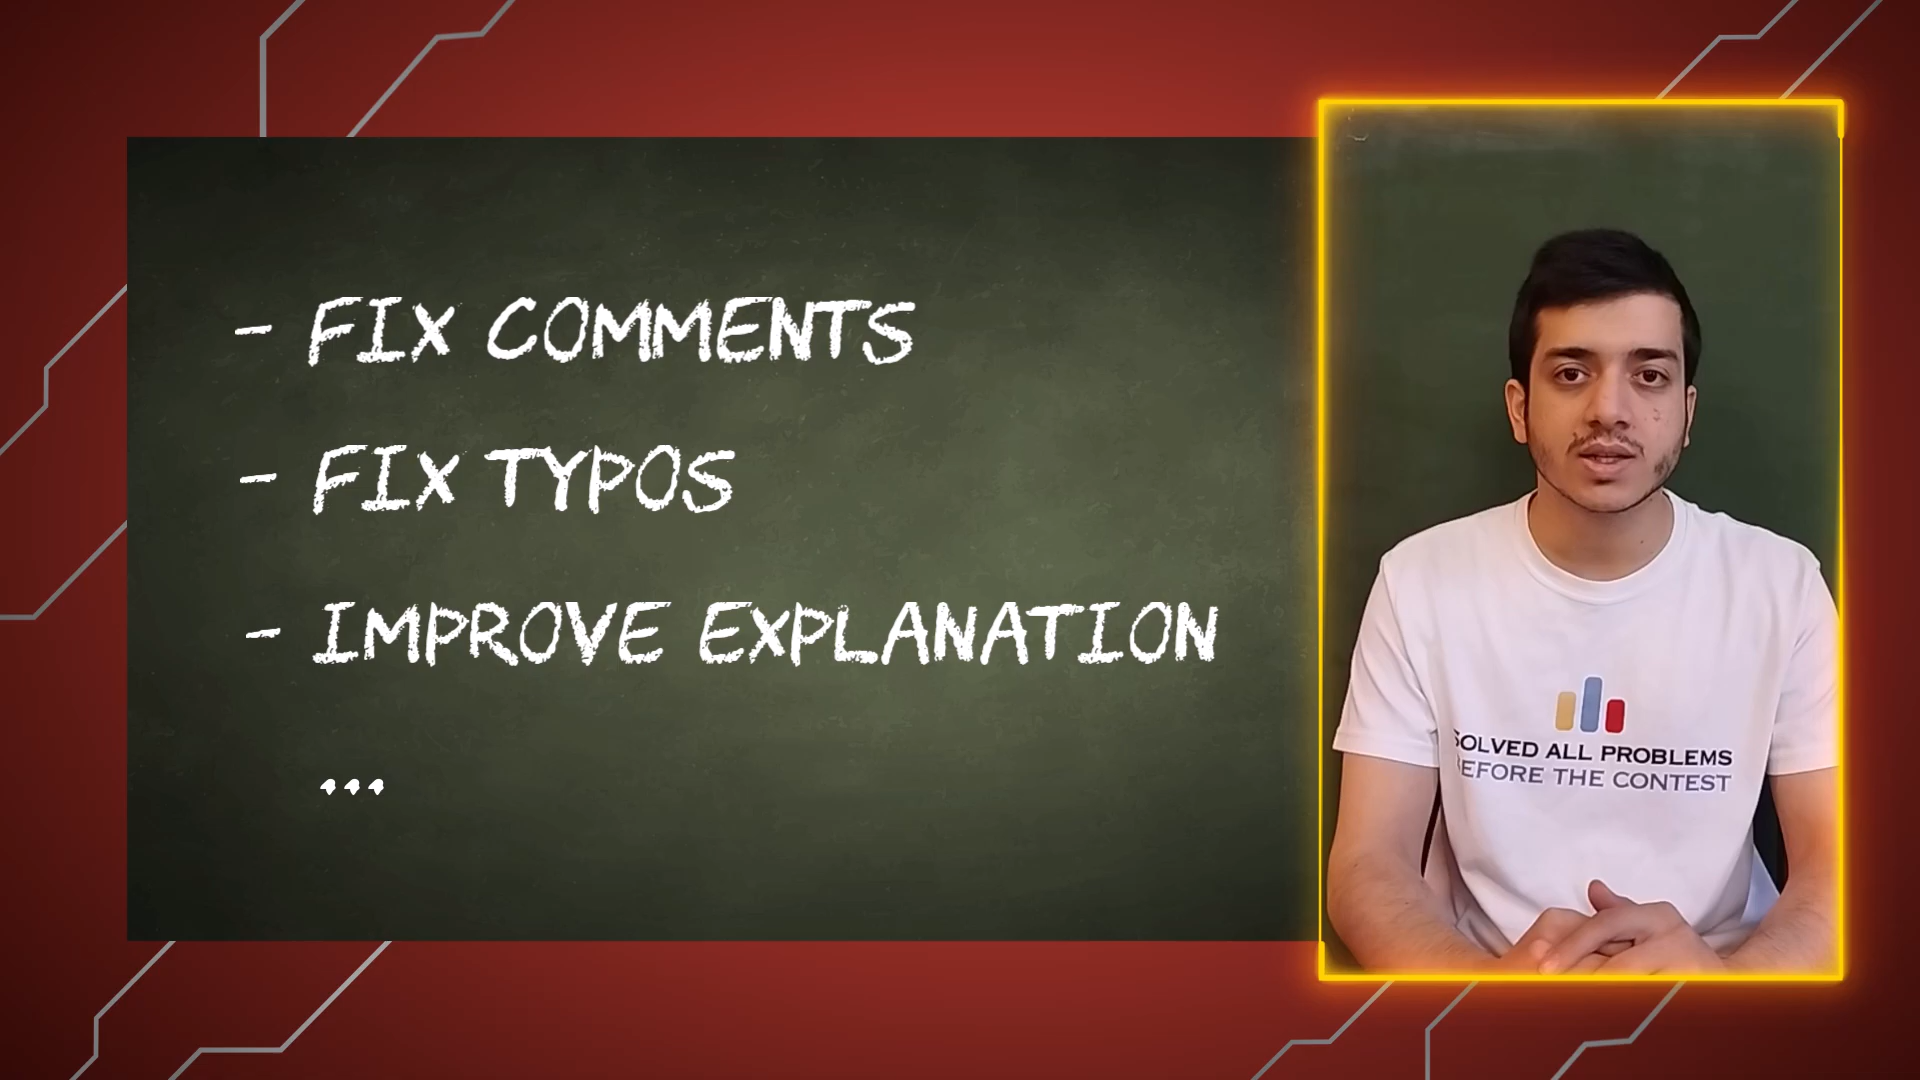 - FIX COMMENTS
- FIX TYPOS
- IMPROVE EXPLANATION
...
SOLVED ALL PROBLEMS
BEFORE THE CONTEST